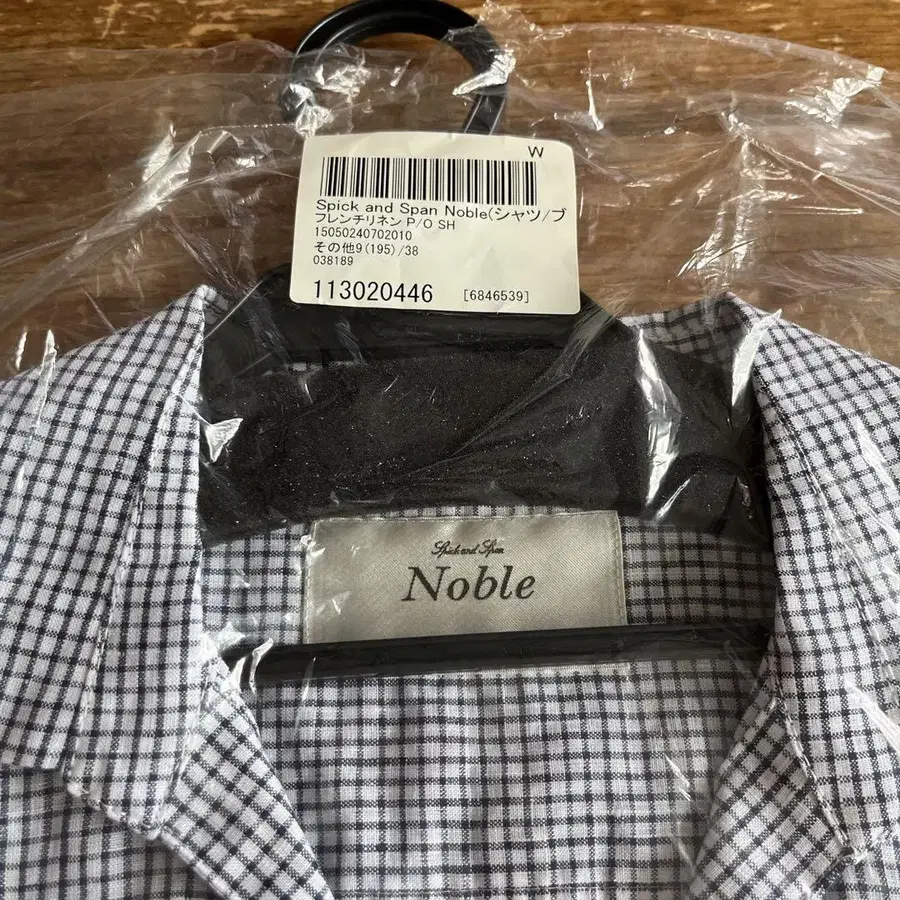 W
Spick and Span Noble(シャツ/ブ
フレンチリネン P/O SH
15050240702010
その他9(195)/38
038189
113020446 [6846539]
Spick and Span
Noble